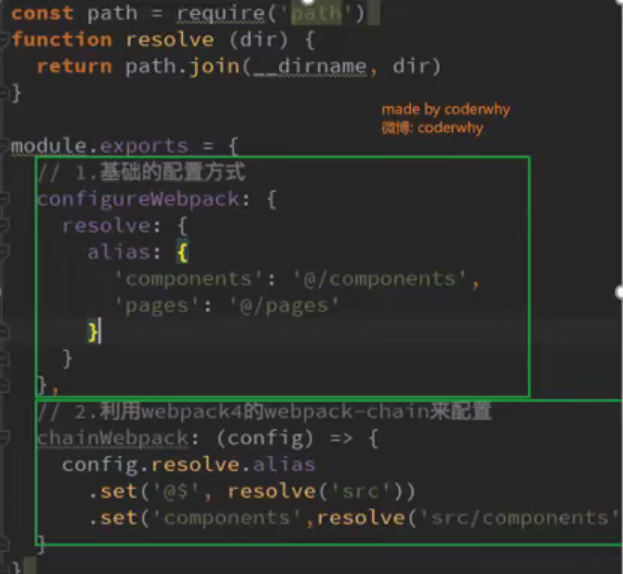 const path = require('path')
function resolve (dir) {
  return path.join(__dirname, dir)
}
made by coderwhy
微博: coderwhy
module.exports = {
  // 1.基础的配置方式
  configureWebpack: {
    resolve: {
      alias: {
        'components': '@/components',
        'pages': '@/pages'
      }
    }
  },
  // 2.利用webpack4的webpack-chain来配置
  chainWebpack: (config) => {
    config.resolve.alias
      .set('@$', resolve('src'))
      .set('components',resolve('src/components'
  }
}